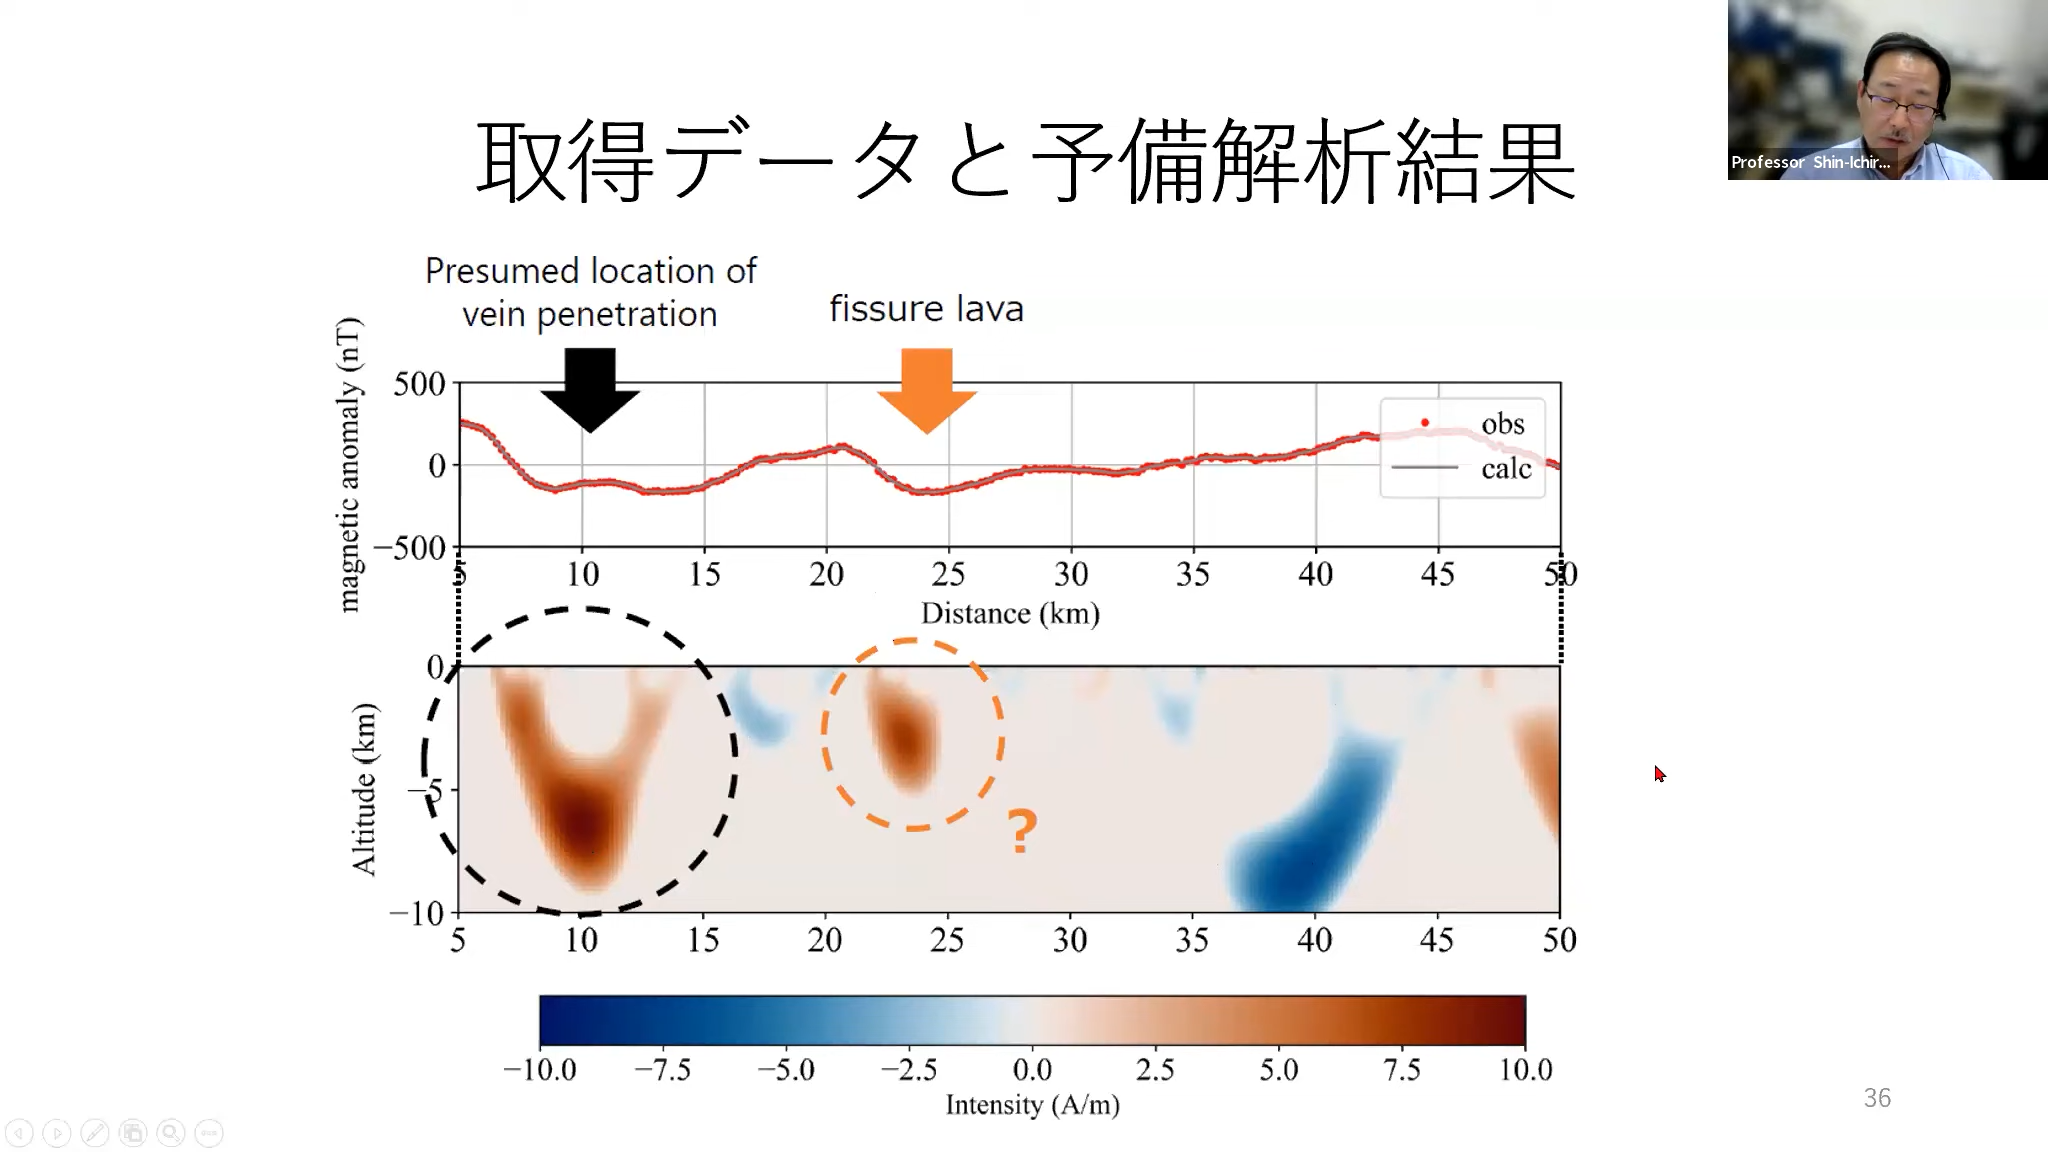 Professor Shin-Ichir...
取得データと予備解析結果
Presumed location of
vein penetration
fissure lava
magnetic anomaly (nT)
500
0
−500
obs
calc
5 10 15 20 25 30 35 40 45 50
Distance (km)
Altitude (km)
0
−5
−10
?
5 10 15 20 25 30 35 40 45 50
−10.0 −7.5 −5.0 −2.5 0.0 2.5 5.0 7.5 10.0
Intensity (A/m)
36